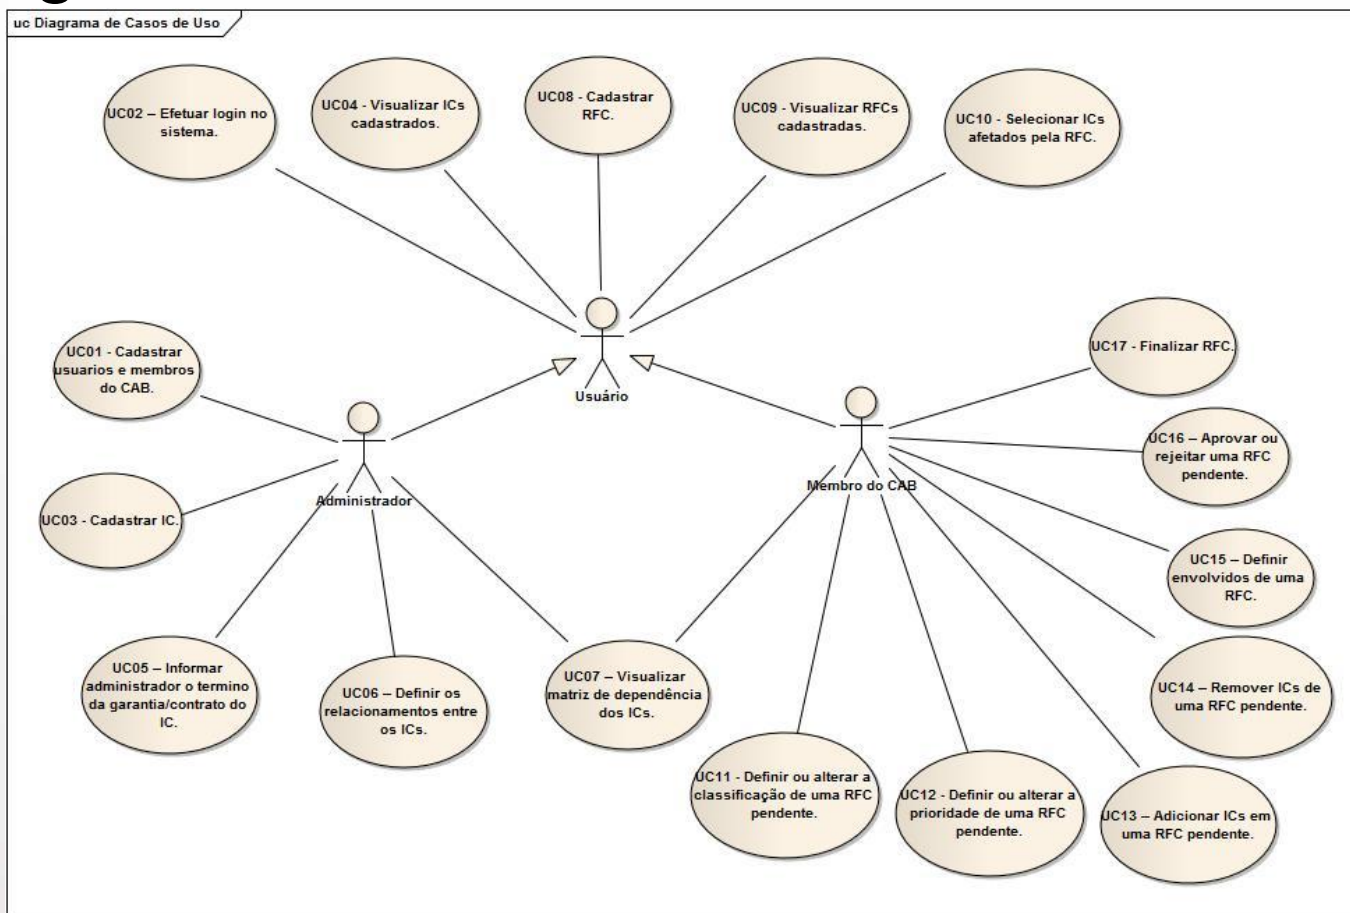 uc Diagrama de Casos de Uso
UC02 – Efetuar login no
sistema.
UC04 - Visualizar ICs
cadastrados.
UC08 - Cadastrar
RFC.
UC09 - Visualizar RFCs
cadastradas.
UC10 - Selecionar ICs
afetados pela RFC.
Usuário
UC01 - Cadastrar
usuarios e membros
do CAB.
UC17 - Finalizar RFC.
Administrador
Membro do CAB
UC16 – Aprovar ou
rejeitar uma RFC
pendente.
UC03 - Cadastrar IC.
UC15 – Definir
envolvidos de uma
RFC.
UC05 – Informar
administrador o termino
da garantia/contrato do
IC.
UC06 – Definir os
relacionamentos entre
os ICs.
UC07 – Visualizar
matriz de dependência
dos ICs.
UC14 – Remover ICs de
uma RFC pendente.
UC11 - Definir ou alterar a
classificação de uma RFC
pendente.
UC12 - Definir ou alterar a
prioridade de uma RFC
pendente.
UC13 – Adicionar ICs em
uma RFC pendente.